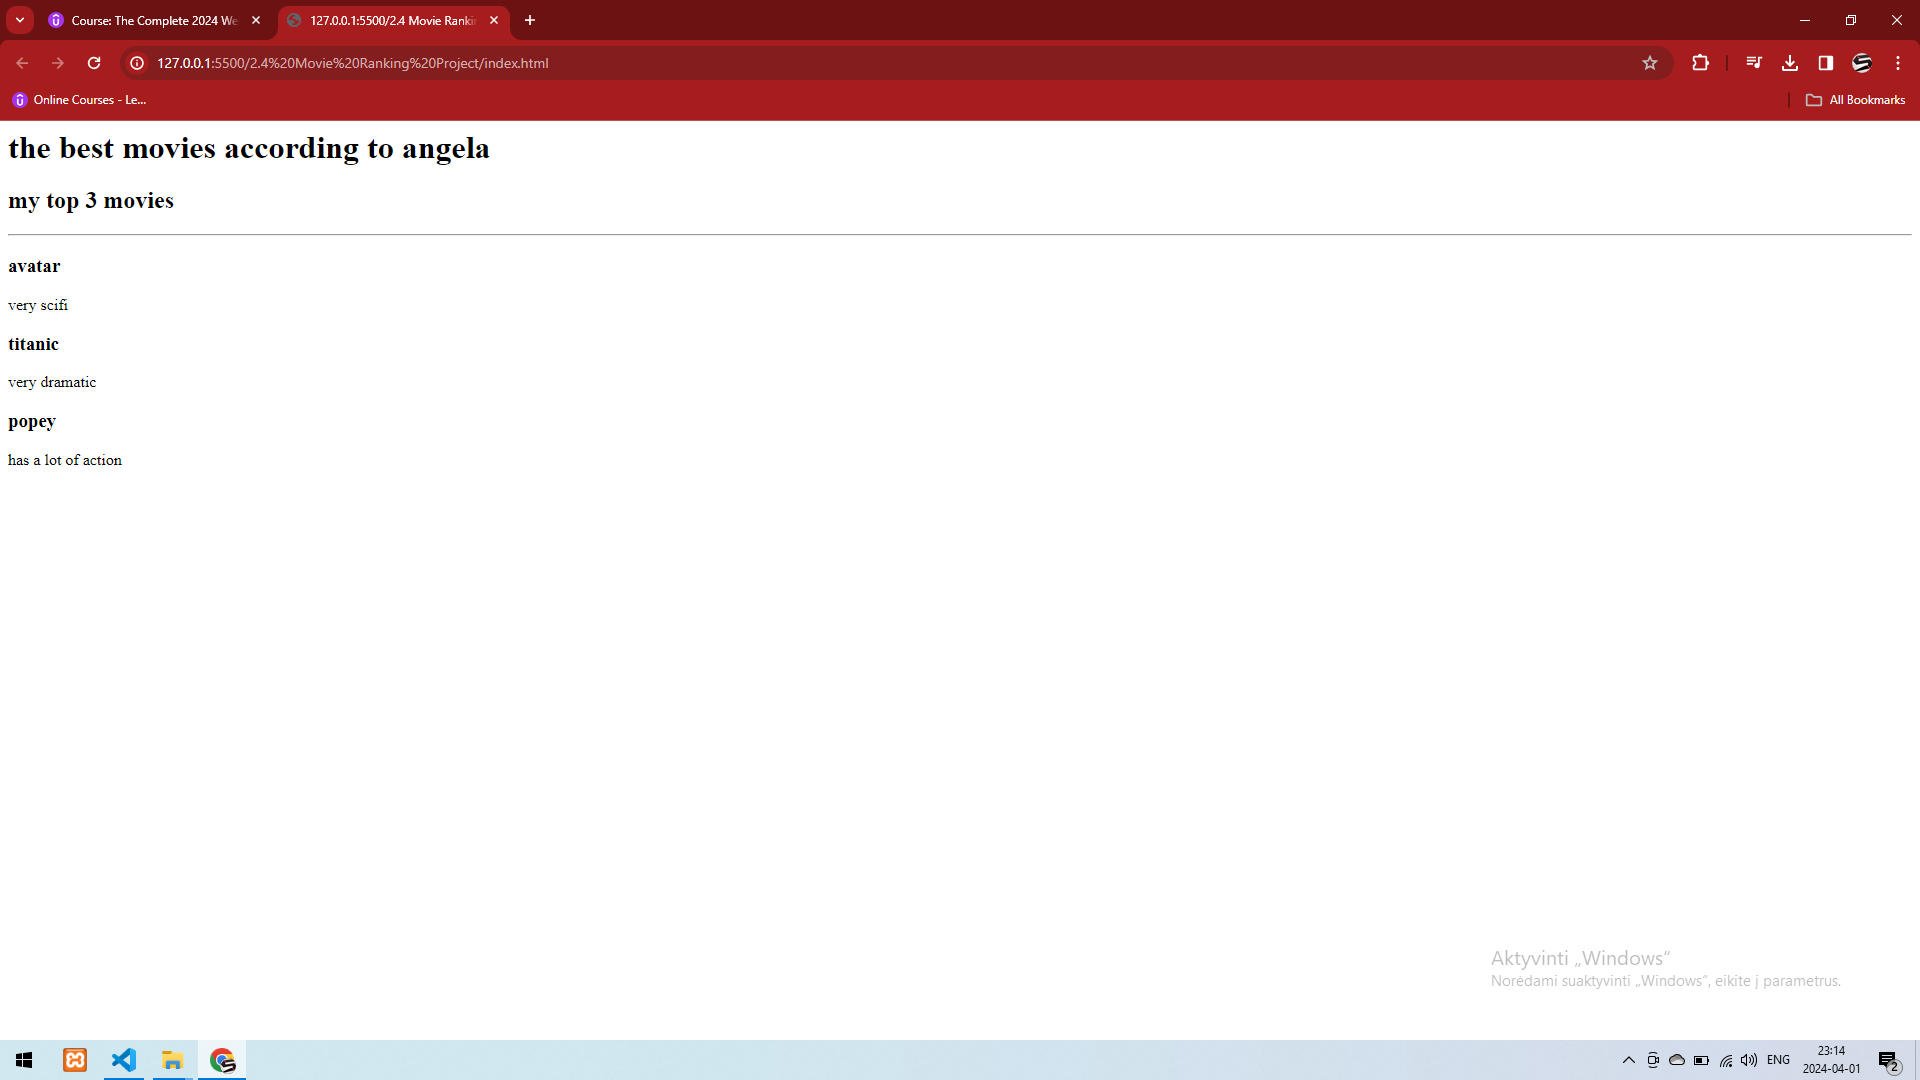 Course: The Complete 2024 We
127.0.0.1:5500/2.4 Movie Rankin
127.0.0.1:5500/2.4%20Movie%20Ranking%20Project/index.html
Online Courses - Le...
All Bookmarks
the best movies according to angela
my top 3 movies
avatar
very scifi
titanic
very dramatic
popey
has a lot of action
Aktyvinti „Windows“
Norėdami suaktyvinti „Windows“, eikite į parametrus.
ENG
23:14
2024-04-01
2